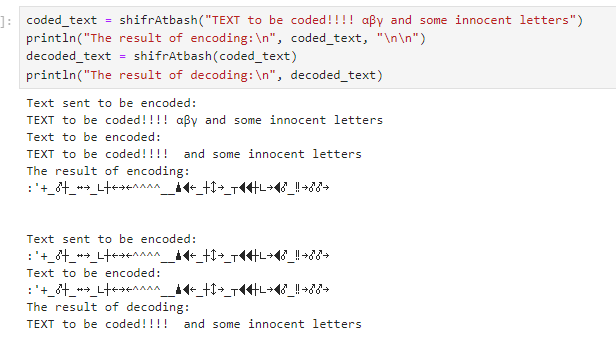 ]:
coded_text = shifrAtbash("TEXT to be coded!!!! αβγ and some innocent letters")
println("The result of encoding:\n", coded_text, "\n\n")
decoded_text = shifrAtbash(coded_text)
println("The result of decoding:\n", decoded_text)
Text sent to be encoded:
TEXT to be coded!!!! αβγ and some innocent letters
Text to be encoded:
TEXT to be coded!!!!  and some innocent letters
The result of encoding:
Text sent to be encoded:
Text to be encoded:
The result of decoding:
TEXT to be coded!!!!  and some innocent letters